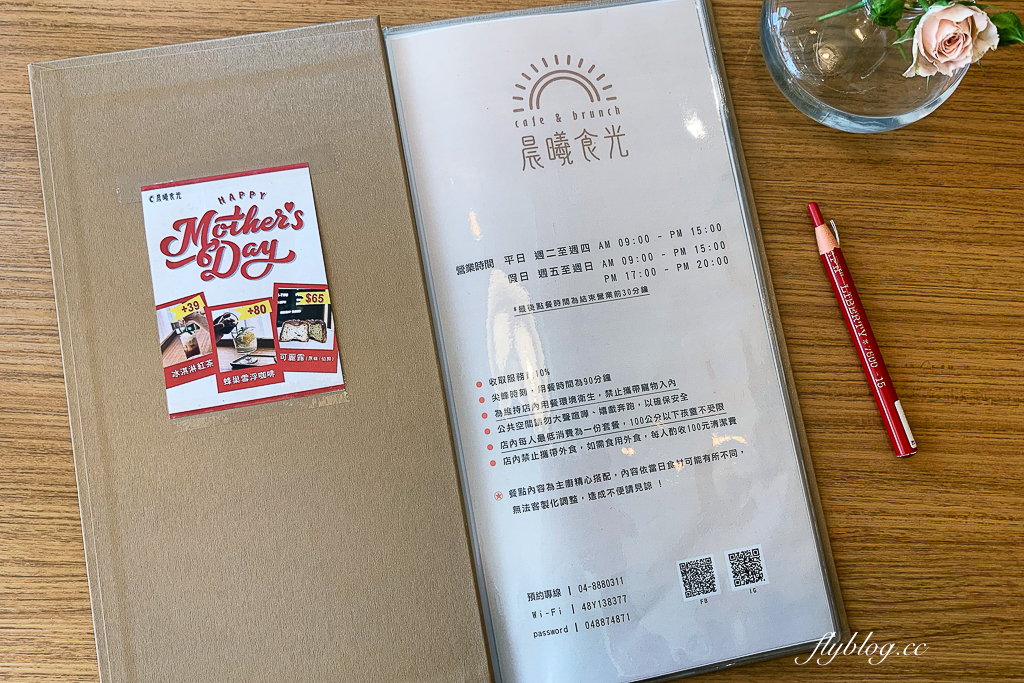 晨曦食光
HAPPY
Mother's
Day
+39
+80
$65
冰淇淋紅茶
蜂巢雲浮咖啡
可麗露
cafe & brunch
晨曦食光
營業時間 平日 週二至週四 AM 09:00 - PM 15:00
假日 週五至週日 AM 09:00 - PM 15:00
PM 17:00 - PM 20:00
*最後點餐時間為結束營業前30分鐘
收取服務費10%
尖峰時刻，用餐時間為90分鐘
為維持店內用餐環境衛生，禁止攜帶寵物入內
公共空間請勿大聲喧嘩、嬉戲奔跑，以確保安全
店內每人最低消費為一份套餐，100公分以下孩童不受限
店內禁止攜帶外食，如需食用外食，每人酌收100元清潔費
餐點內容為主廚精心搭配，內容依當日食材可能有所不同，
無法客製化調整，造成不便請見諒！
預約專線 | 04-8880311
Wi-Fi | 48Y138377
password | 048874871
FB
IG
LIBERTY
flyblog.cc